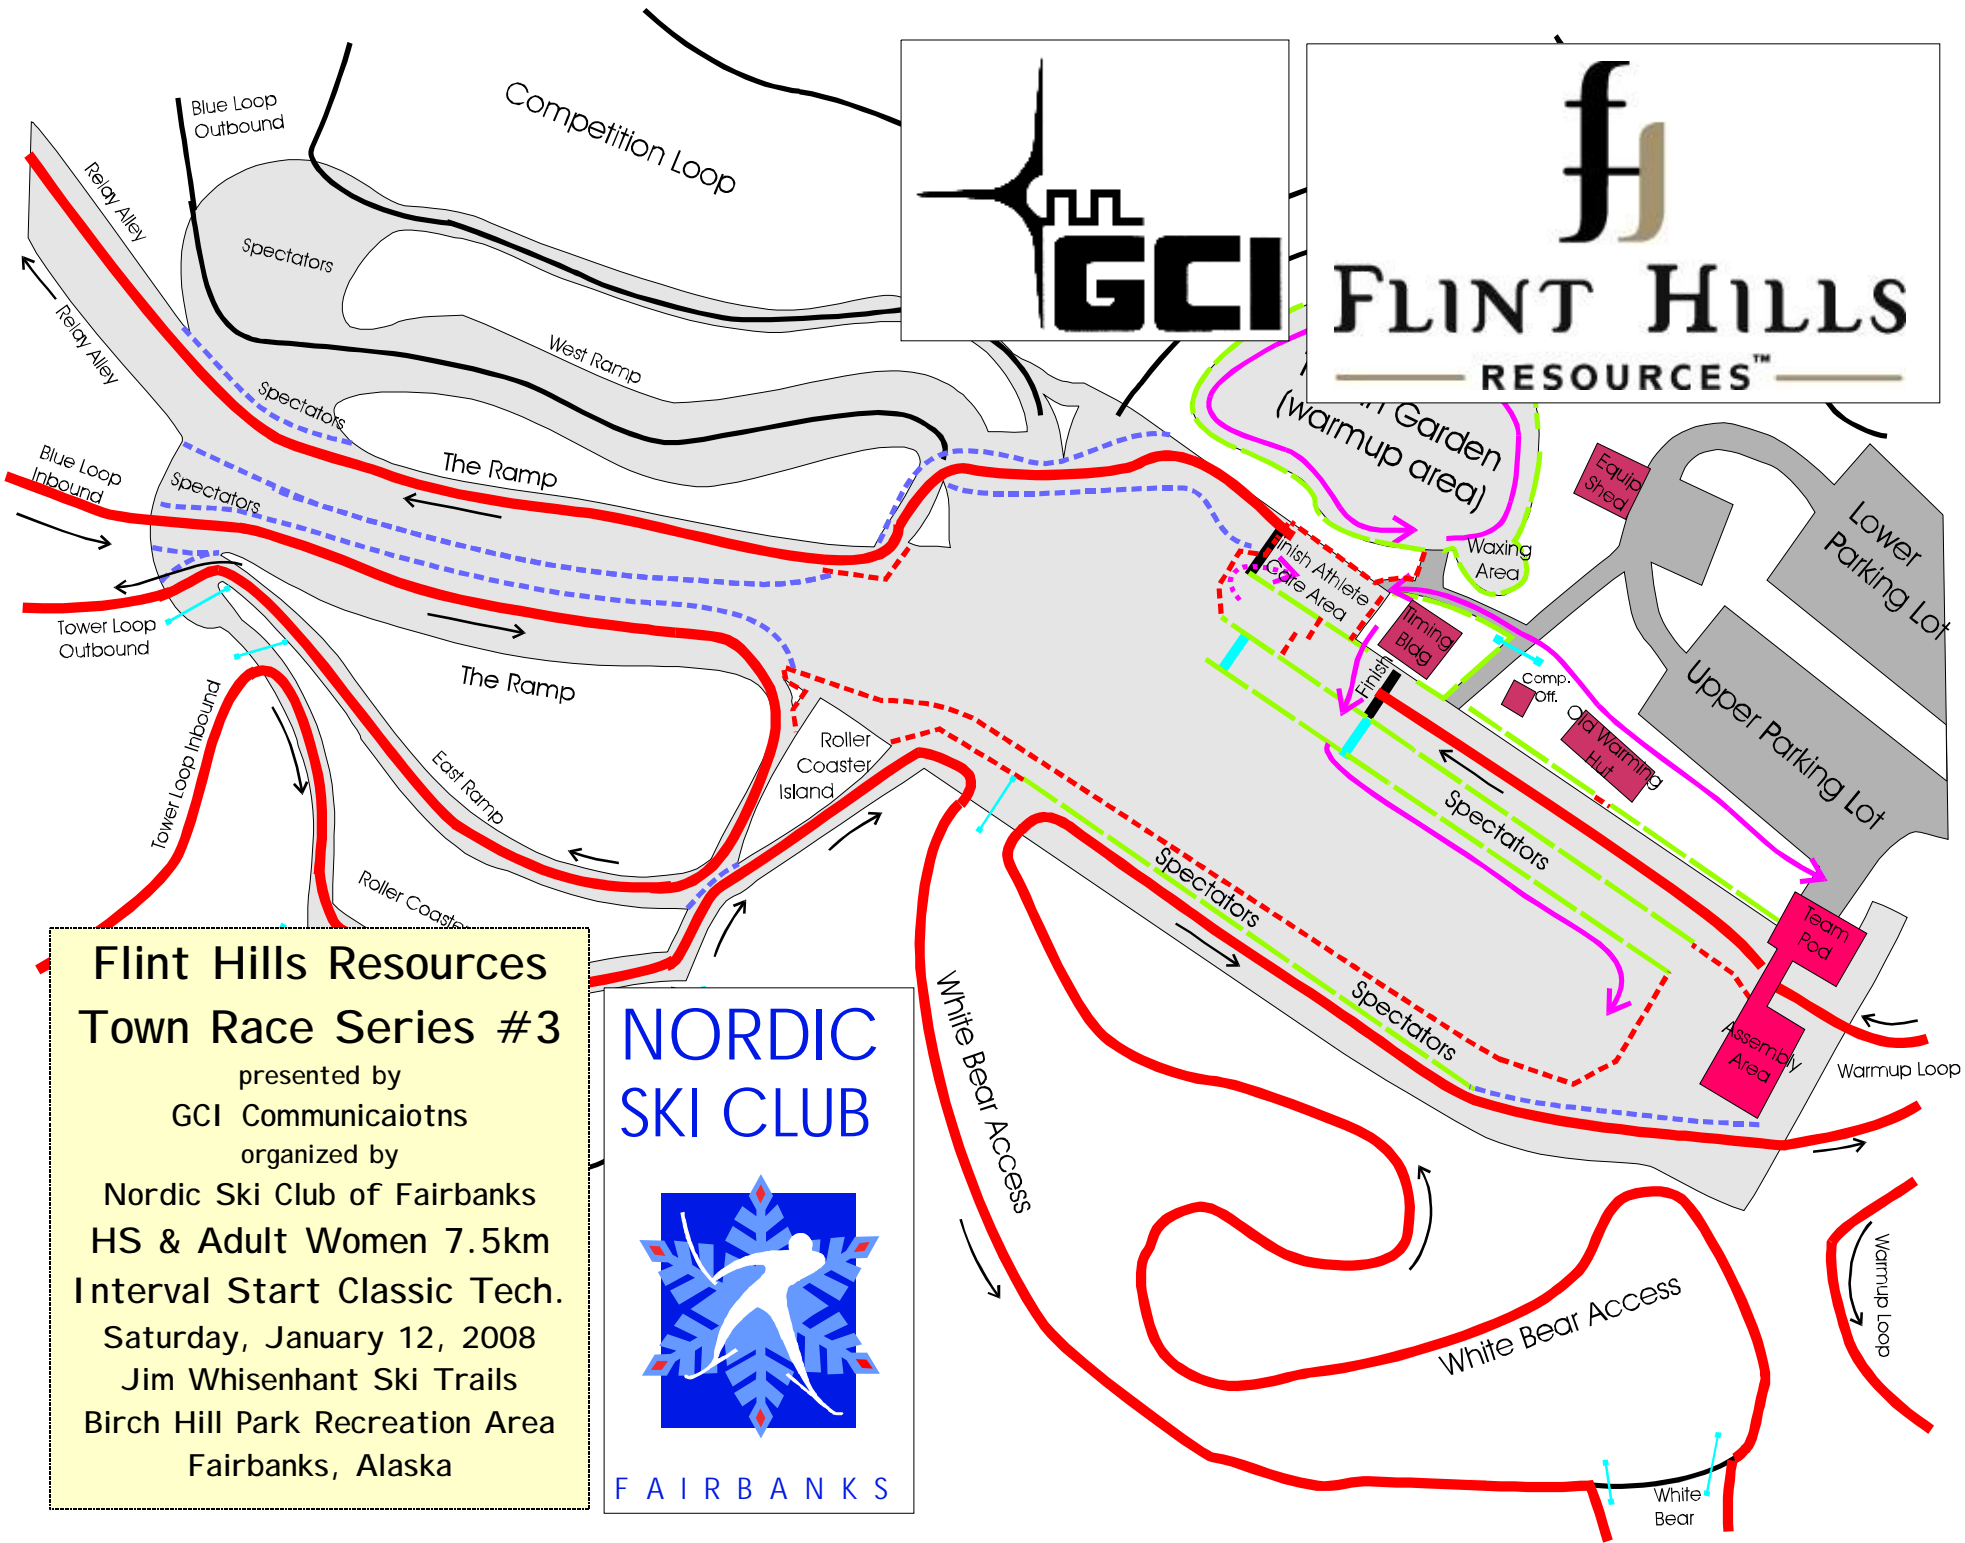 Blue Loop
Outbound
Competition Loop
GCI
FLINT HILLS
RESOURCES™
Relay Alley
Spectators
Relay Alley
West Ramp
Spectators
Garden
(warmup area)
The Ramp
Blue Loop
Inbound
Spectators
Equip
Shed
Lower
Parking Lot
Waxing
Area
Finish Athlete
Care Area
Timing
Bldg
Tower Loop
Outbound
The Ramp
Finish
Comp.
Off.
Old Warming
Hut
Upper Parking Lot
Tower Loop Inbound
East Ramp
Roller
Coaster
Island
Spectators
Spectators
Roller Coaster
Team
Pod
Spectators
Assembly
Area
Warmup Loop
White Bear Access
Warmup Loop
White Bear Access
White
Bear
Flint Hills Resources
Town Race Series #3
presented by
GCI Communicaiotns
organized by
Nordic Ski Club of Fairbanks
HS & Adult Women 7.5km
Interval Start Classic Tech.
Saturday, January 12, 2008
Jim Whisenhant Ski Trails
Birch Hill Park Recreation Area
Fairbanks, Alaska
NORDIC
SKI CLUB
FAIRBANKS